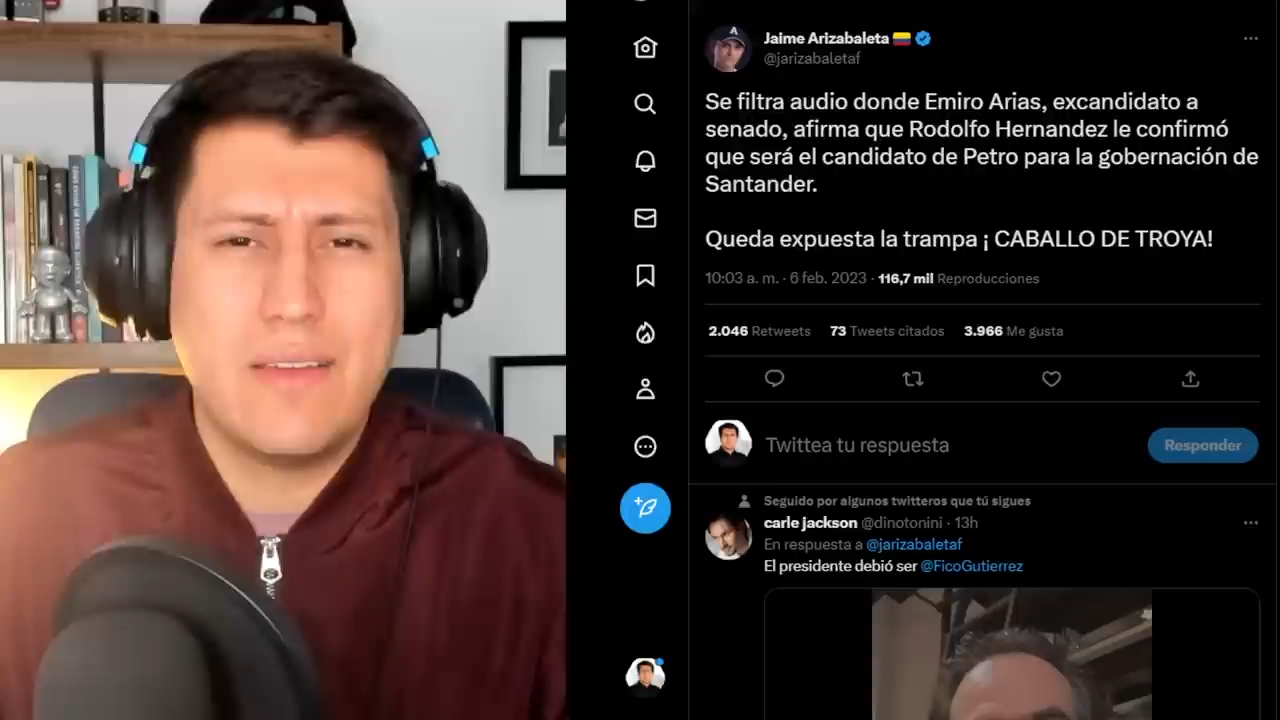 Jaime Arizabaleta
@jarizabaletaf
Se filtra audio donde Emiro Arias, excandidato a
senado, afirma que Rodolfo Hernandez le confirmó
que será el candidato de Petro para la gobernación de
Santander.
Queda expuesta la trampa ¡ CABALLO DE TROYA!
10:03 a. m. · 6 feb. 2023 · 116,7 mil Reproducciones
2.046 Retweets 73 Tweets citados 3.966 Me gusta
Twittea tu respuesta
Responder
Seguido por algunos twitteros que tú sigues
carle jackson @dinotonini · 13h
En respuesta a @jarizabaletaf
El presidente debió ser @FicoGutierrez